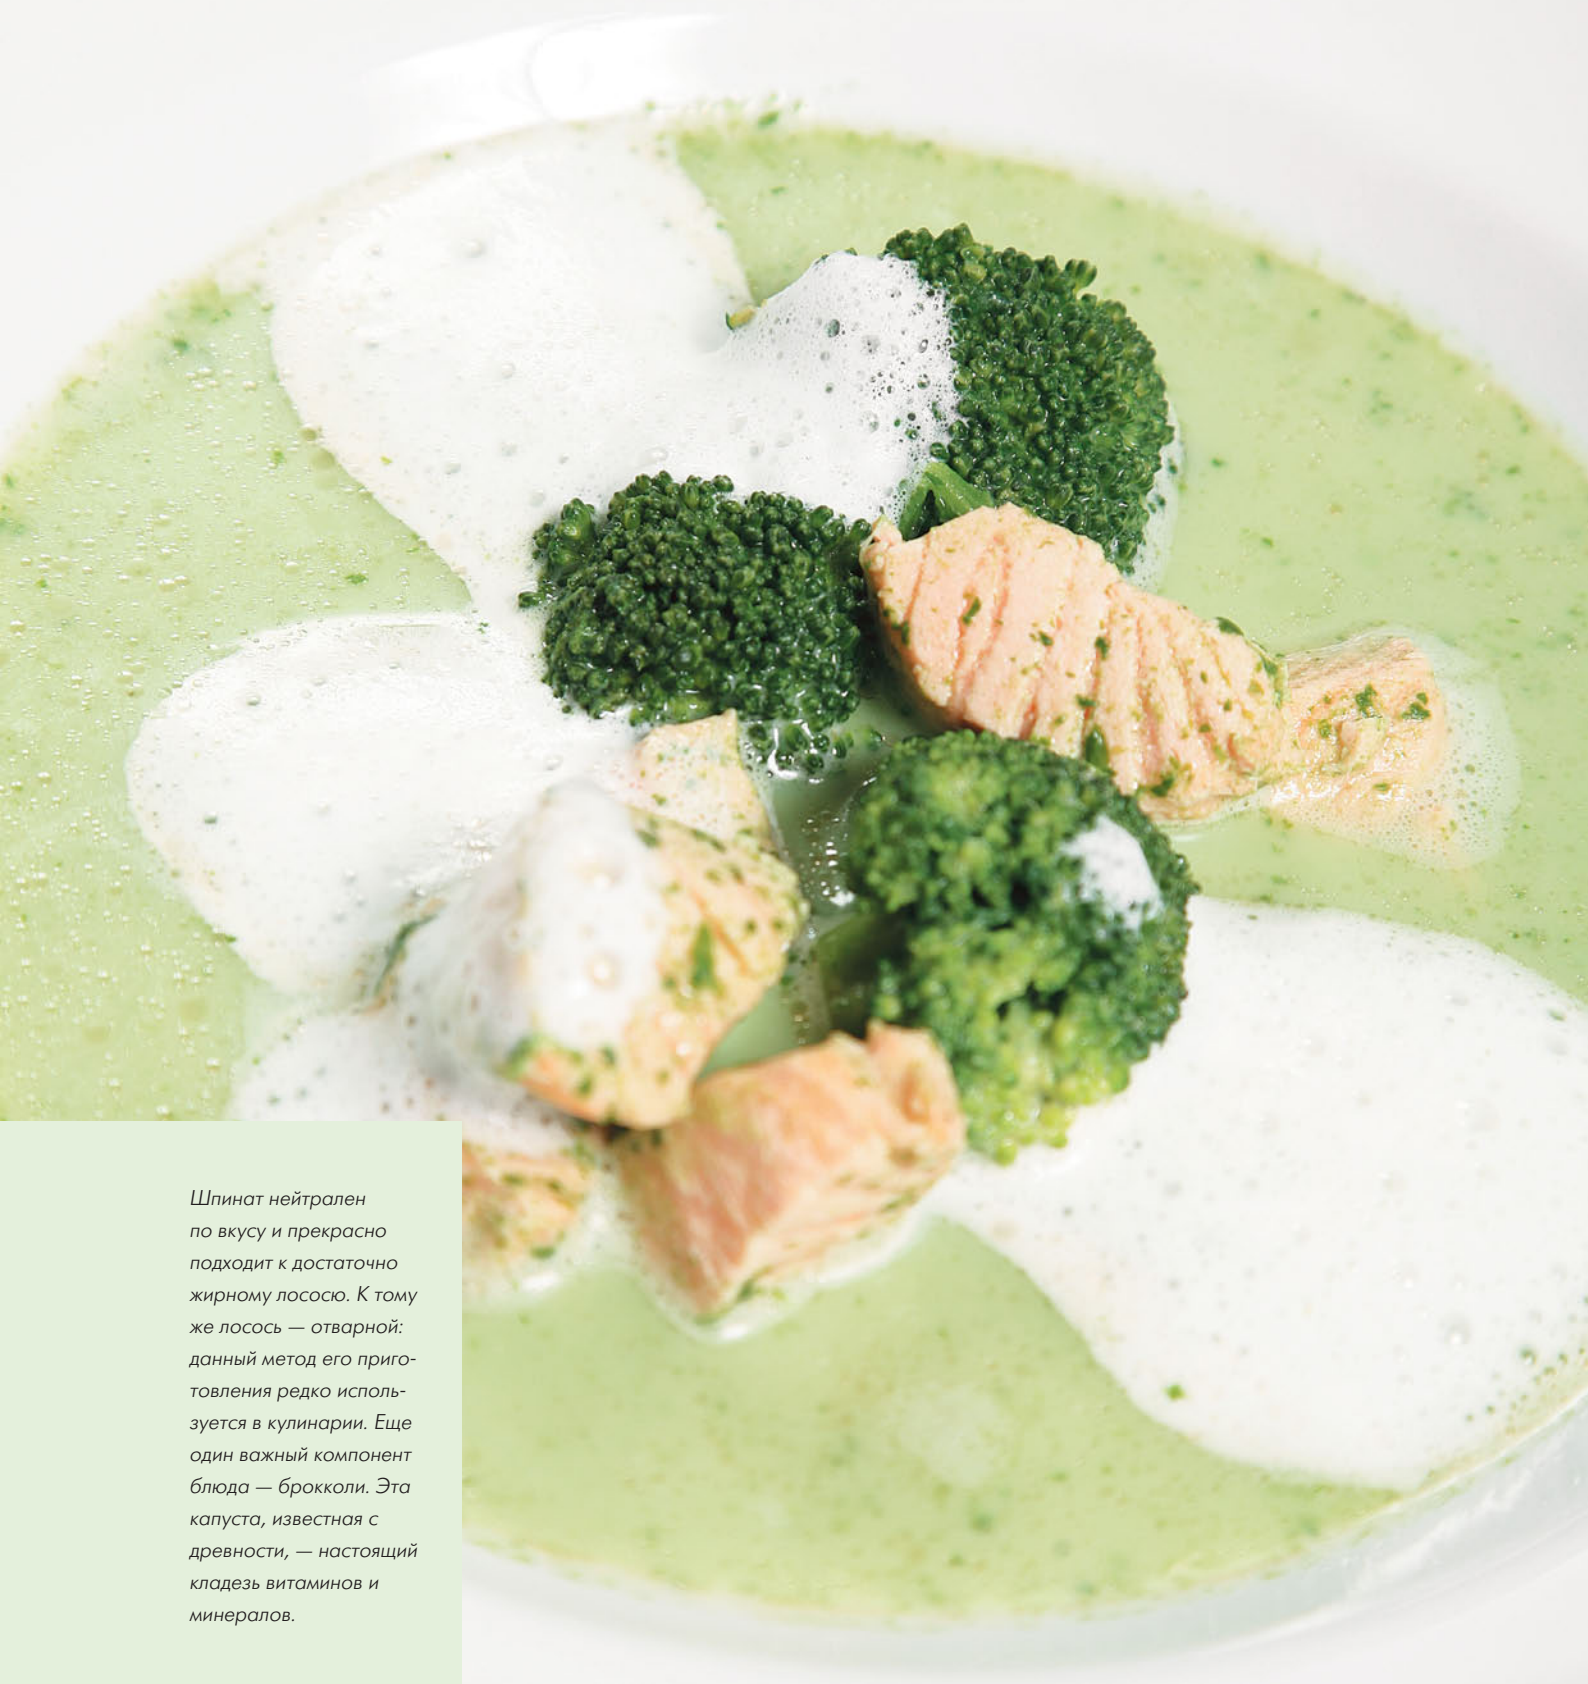 Шпинат нейтрален
по вкусу и прекрасно
подходит к достаточно
жирному лососю. К тому
же лосось — отварной:
данный метод его приго-
товления редко исполь-
зуется в кулинарии. Еще
один важный компонент
блюда — брокколи. Эта
капуста, известная с
древности, — настоящий
кладезь витаминов и
минералов.